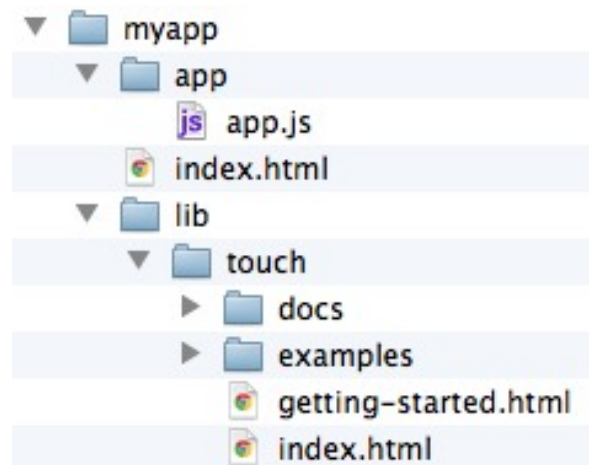 myapp
app
js app.js
index.html
lib
touch
docs
examples
getting-started.html
index.html